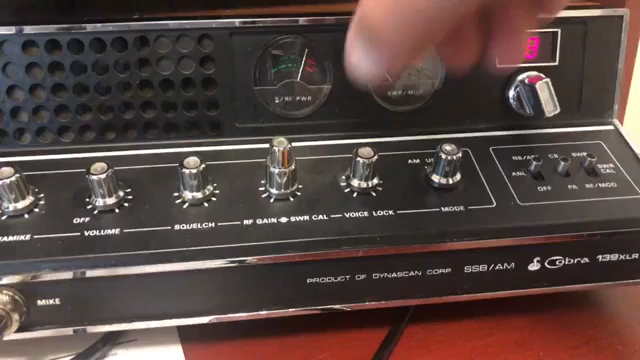 S/RF PWR
SWR/MOD
NB/ANL CB SWR
AM
ANL SWR CAL
OFF PA RF/MOD
OFF
VOLUME
SQUELCH
RF GAIN SWR CAL
VOICE LOCK
MODE
PRODUCT OF DYNASCAN CORP SSB/AM Cobra 139XLR
MIKE